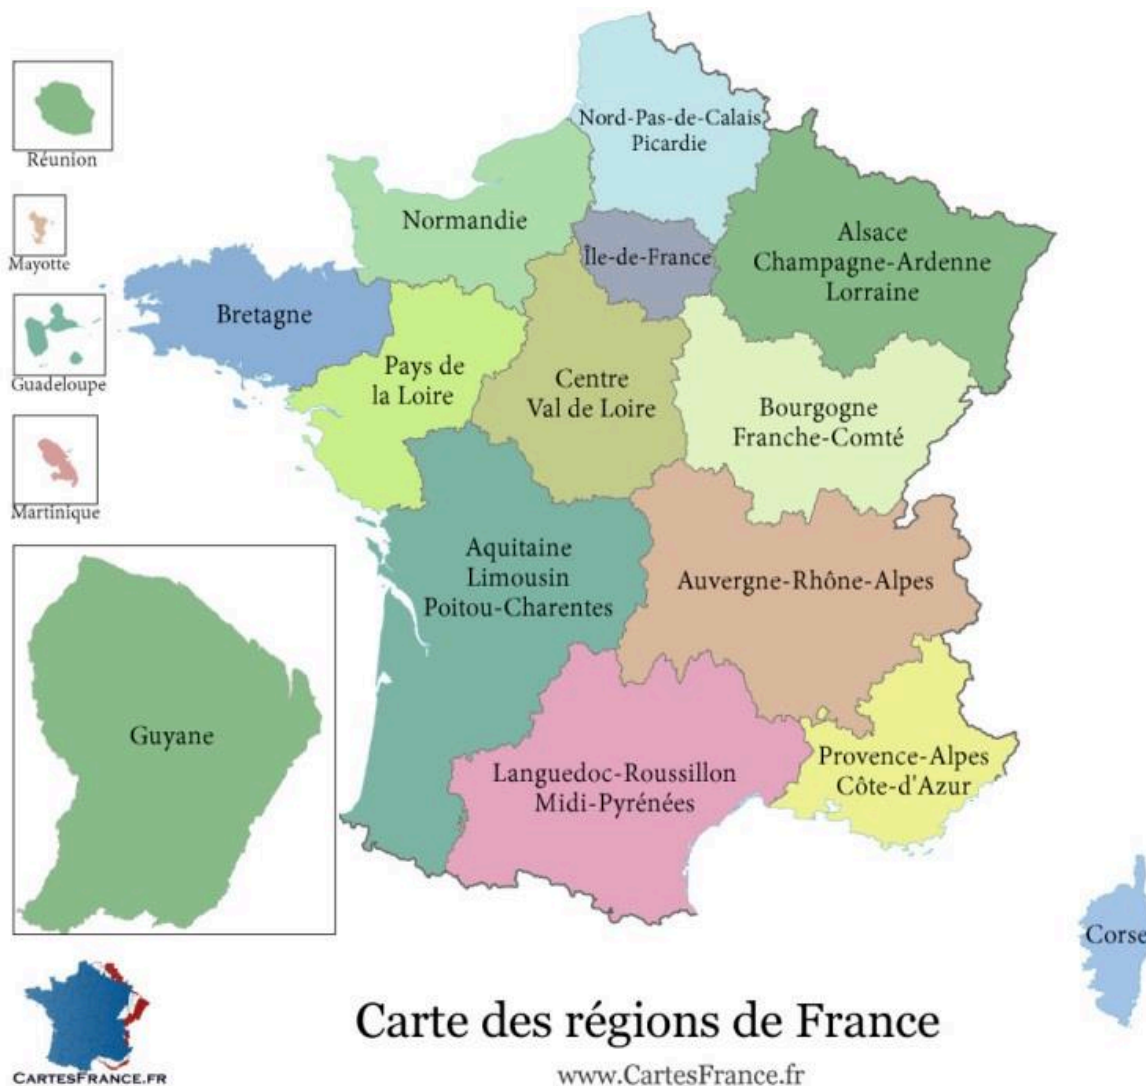 Nord-Pas-de-Calais
Picardie
Réunion
Normandie
Île-de-France
Alsace
Champagne-Ardenne
Lorraine
Mayotte
Bretagne
Guadeloupe
Pays de
la Loire
Centre
Val de Loire
Bourgogne
Franche-Comté
Martinique
Aquitaine
Limousin
Poitou-Charentes
Auvergne-Rhône-Alpes
Guyane
Languedoc-Roussillon
Midi-Pyrénées
Provence-Alpes
Côte-d'Azur
Corse
Carte des régions de France
www.CartesFrance.fr
CARTESFRANCE.FR